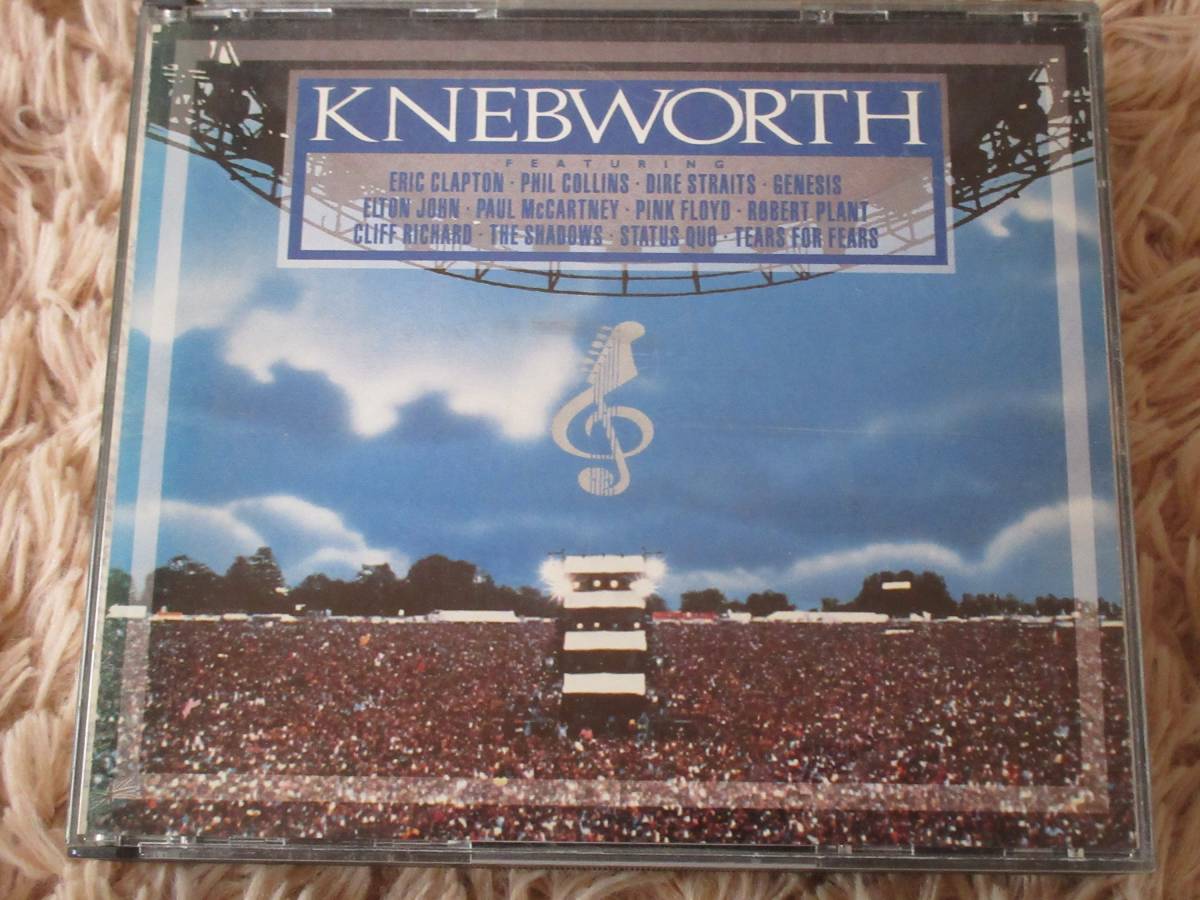 KNEBWORTH
FEATURING
ERIC CLAPTON · PHIL COLLINS · DIRE STRAITS · GENESIS
ELTON JOHN · PAUL McCARTNEY · PINK FLOYD · ROBERT PLANT
CLIFF RICHARD · THE SHADOWS · STATUS QUO · TEARS FOR FEARS